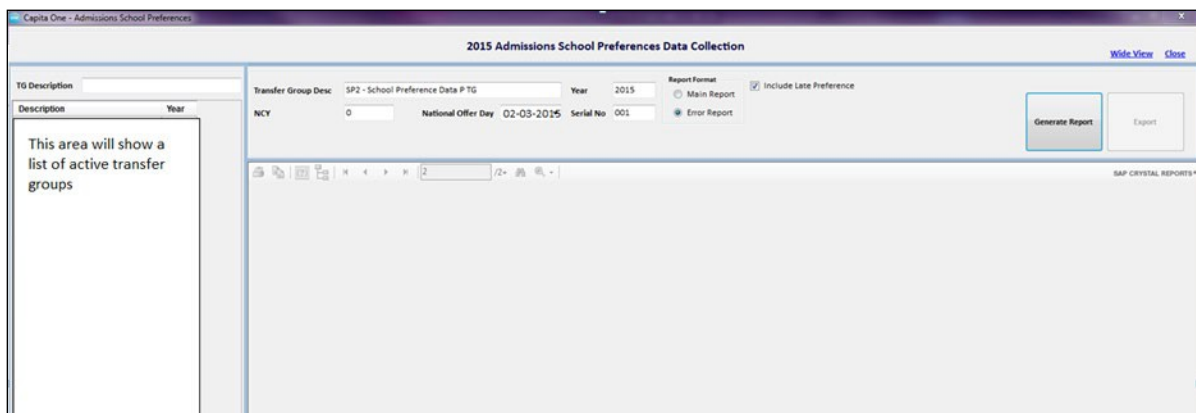 Capita One - Admissions School Preferences
2015 Admissions School Preferences Data Collection
Wide View Close
TG Description
Description Year
This area will show a
list of active transfer
groups
Transfer Group Desc SP2 - School Preference Data P TG Year 2015
NCY 0 National Offer Day 02-03-2015 Serial No 001
Report Format
Main Report
Error Report
Include Late Preference
Generate Report Export
2 /2+
SAP CRYSTAL REPORTS